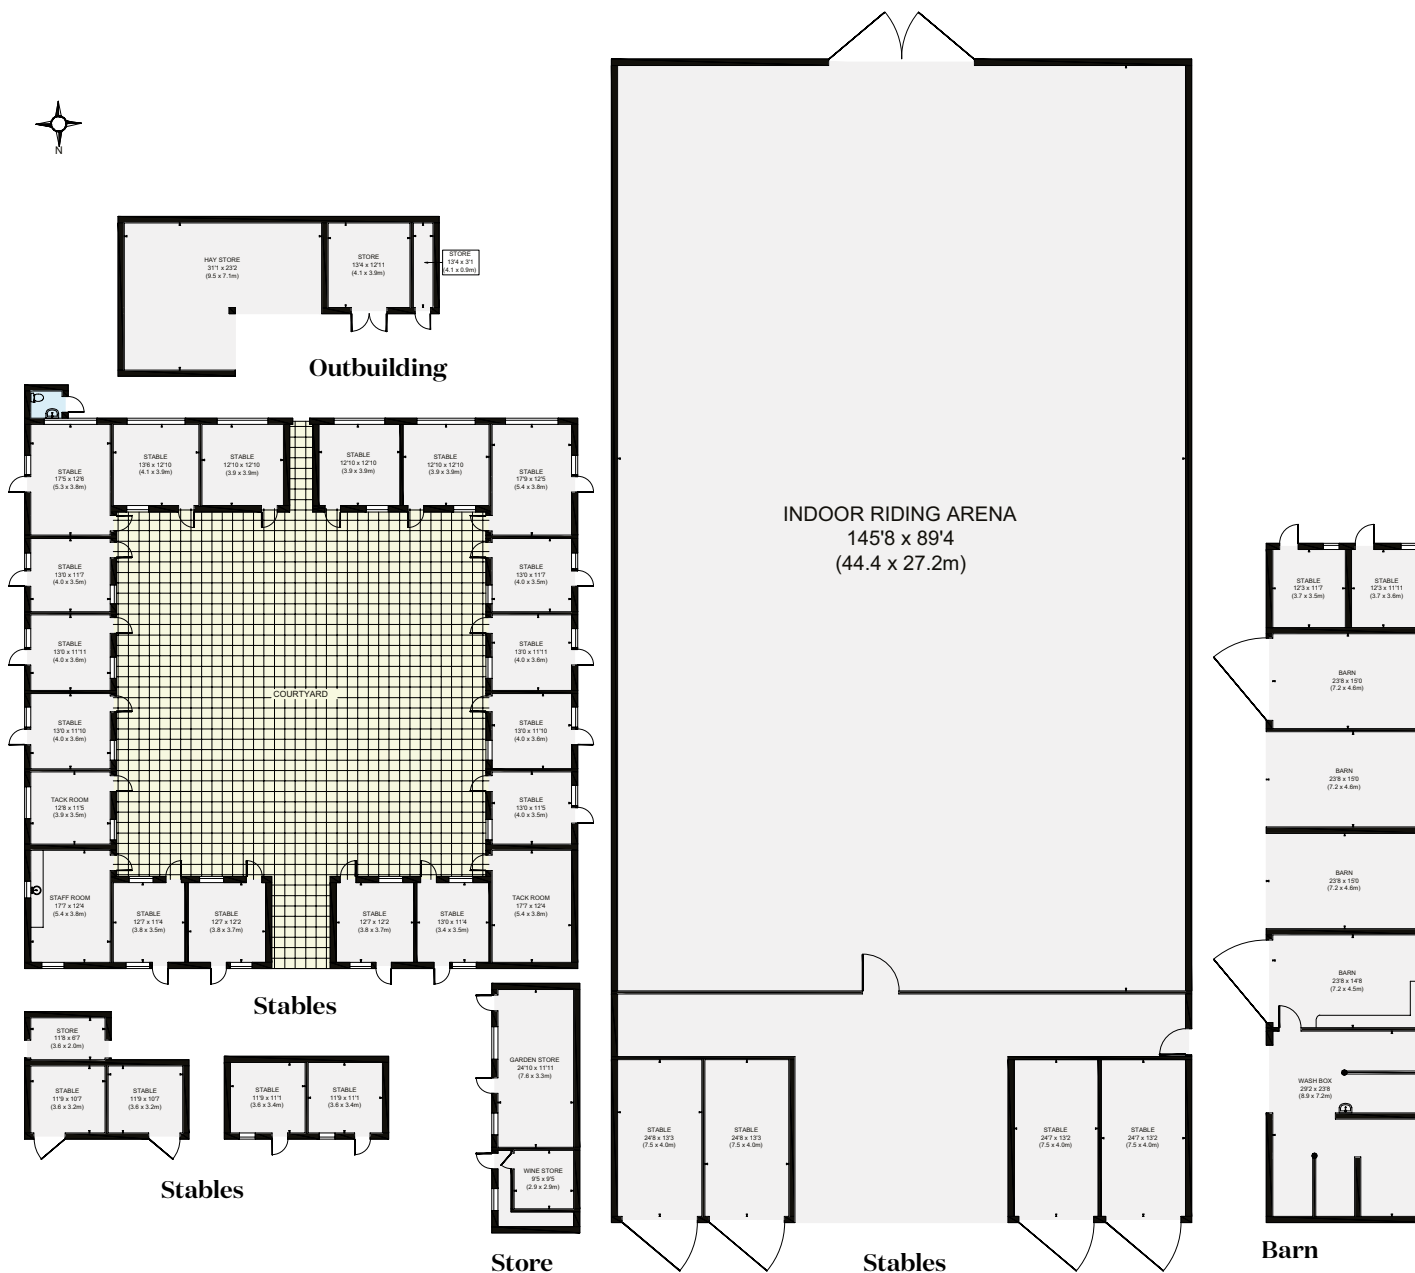 N
HAY STORE
31'1 x 23'2
(9.5 x 7.1m)
STORE
13'4 x 12'11
(4.1 x 3.9m)
STORE
13'4 x 3'1
(4.1 x 0.9m)
Outbuilding
STABLE
17'5 x 12'6
(5.3 x 3.8m)
STABLE
13'6 x 12'10
(4.1 x 3.9m)
STABLE
12'10 x 12'10
(3.9 x 3.9m)
STABLE
12'10 x 12'10
(3.9 x 3.9m)
STABLE
12'10 x 12'10
(3.9 x 3.9m)
STABLE
17'9 x 12'5
(5.4 x 3.8m)
STABLE
13'0 x 11'7
(4.0 x 3.5m)
STABLE
13'0 x 11'7
(4.0 x 3.5m)
STABLE
13'0 x 11'11
(4.0 x 3.6m)
STABLE
13'0 x 11'11
(4.0 x 3.6m)
COURTYARD
STABLE
13'0 x 11'10
(4.0 x 3.6m)
STABLE
13'0 x 11'10
(4.0 x 3.6m)
TACK ROOM
12'8 x 11'5
(3.9 x 3.5m)
STABLE
13'0 x 11'5
(4.0 x 3.5m)
STAFF ROOM
17'7 x 12'4
(5.4 x 3.8m)
STABLE
12'7 x 11'4
(3.8 x 3.5m)
STABLE
12'7 x 12'2
(3.8 x 3.7m)
STABLE
12'7 x 12'2
(3.8 x 3.7m)
STABLE
13'0 x 11'4
(3.4 x 3.5m)
TACK ROOM
17'7 x 12'4
(5.4 x 3.8m)
Stables
STORE
11'8 x 6'7
(3.6 x 2.0m)
STABLE
11'9 x 10'7
(3.6 x 3.2m)
STABLE
11'9 x 10'7
(3.6 x 3.2m)
STABLE
11'9 x 11'1
(3.6 x 3.4m)
STABLE
11'9 x 11'1
(3.6 x 3.4m)
Stables
GARDEN STORE
24'10 x 11'11
(7.6 x 3.3m)
WINE STORE
9'5 x 9'5
(2.9 x 2.9m)
Store
INDOOR RIDING ARENA
145'8 x 89'4
(44.4 x 27.2m)
STABLE
24'8 x 13'3
(7.5 x 4.0m)
STABLE
24'8 x 13'3
(7.5 x 4.0m)
STABLE
24'7 x 13'2
(7.5 x 4.0m)
STABLE
24'7 x 13'2
(7.5 x 4.0m)
Stables
STABLE
12'3 x 11'7
(3.7 x 3.5m)
STABLE
12'3 x 11'11
(3.7 x 3.6m)
BARN
23'8 x 15'0
(7.2 x 4.6m)
BARN
23'8 x 15'0
(7.2 x 4.6m)
BARN
23'8 x 15'0
(7.2 x 4.6m)
BARN
23'8 x 14'8
(7.2 x 4.5m)
WASH BOX
29'2 x 23'8
(8.9 x 7.2m)
Barn